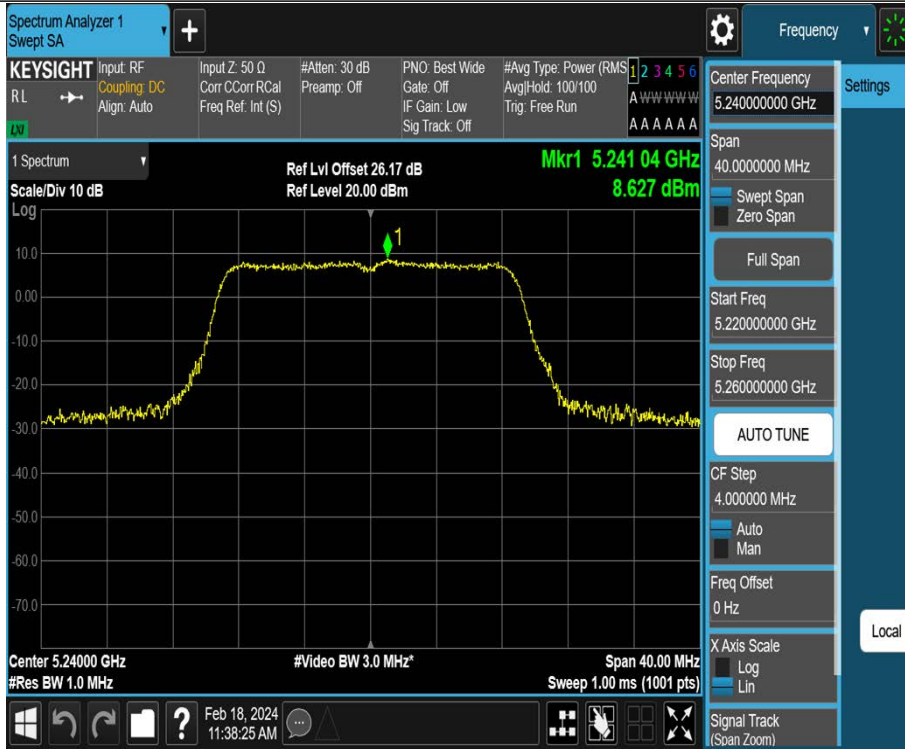 Spectrum Analyzer 1
Swept SA
+
Frequency
KEYSIGHT
RL
LXI
Input: RF
Coupling: DC
Align: Auto
Input Z: 50 Ω
Corr CCorr RCal
Freq Ref: Int (S)
#Atten: 30 dB
Preamp: Off
PNO: Best Wide
Gate: Off
IF Gain: Low
Sig Track: Off
#Avg Type: Power (RMS
Avg|Hold: 100/100
Trig: Free Run
1 2 3 4 5 6
A W W W W W
A A A A A A
1 Spectrum
Scale/Div 10 dB
Log
Ref Lvl Offset 26.17 dB
Ref Level 20.00 dBm
Mkr1 5.241 04 GHz
8.627 dBm
1
10.0
0.00
-10.0
-20.0
-30.0
-40.0
-50.0
-60.0
-70.0
Center 5.24000 GHz
#Res BW 1.0 MHz
#Video BW 3.0 MHz*
Span 40.00 MHz
Sweep 1.00 ms (1001 pts)
?
Feb 18, 2024
11:38:25 AM
Center Frequency
5.240000000 GHz
Span
40.0000000 MHz
Swept Span
Zero Span
Full Span
Start Freq
5.220000000 GHz
Stop Freq
5.260000000 GHz
AUTO TUNE
CF Step
4.000000 MHz
Auto
Man
Freq Offset
0 Hz
X Axis Scale
Log
Lin
Signal Track
(Span Zoom)
Settings
Local